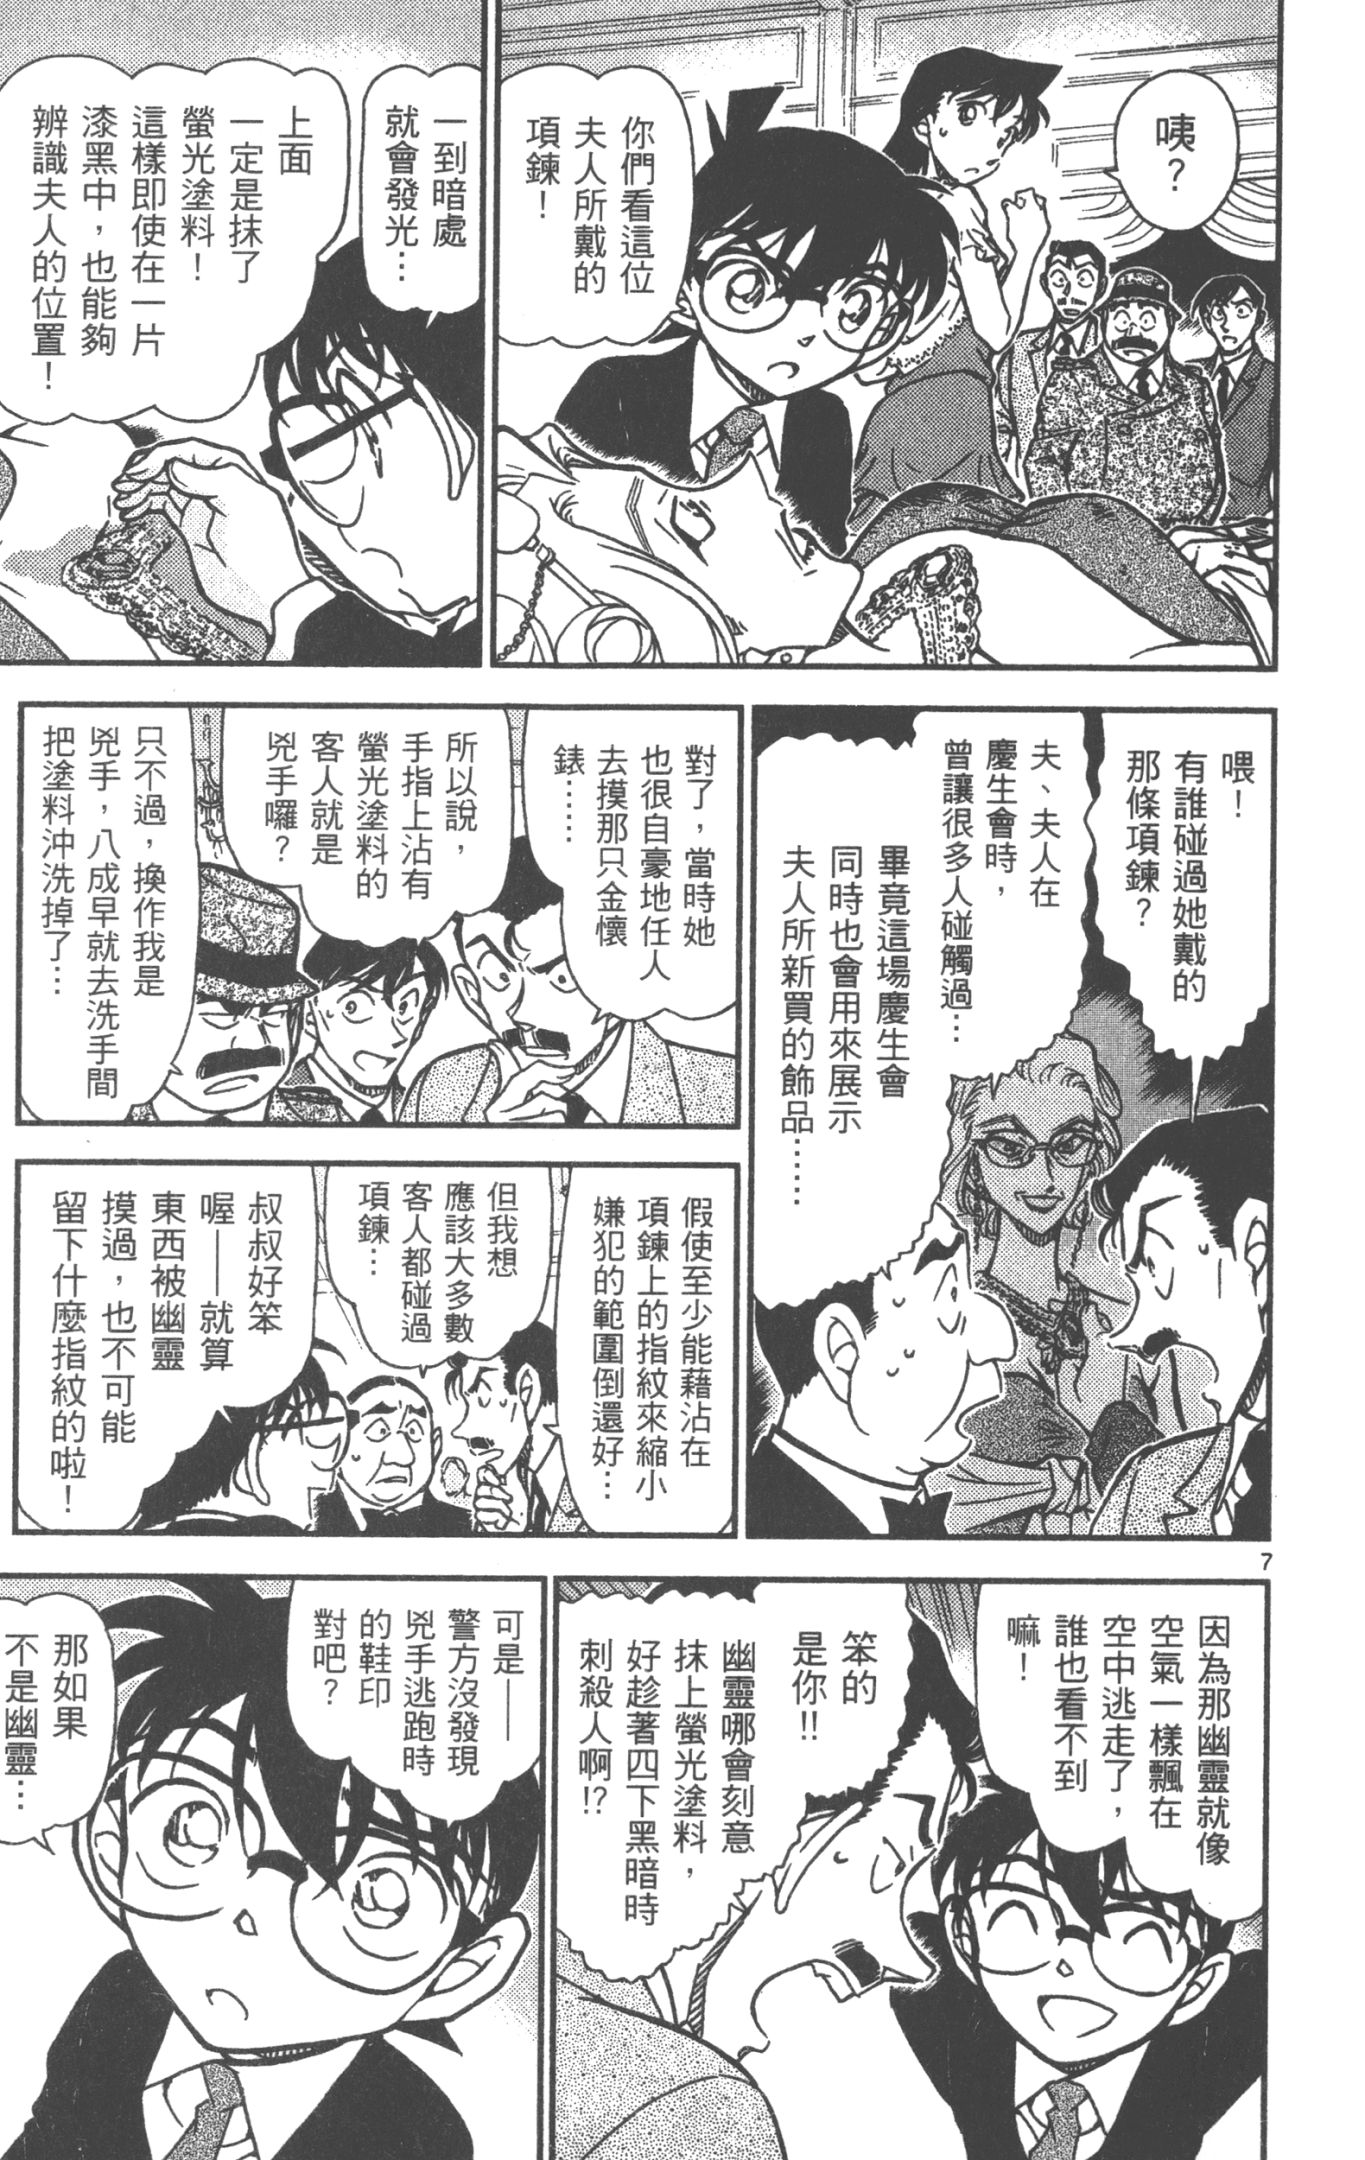 咦？
你們看這位
夫人所戴的
項鍊！
一到暗處
就會發光…
上面
一定是抹了
螢光塗料！
這樣即使在一片
漆黑中，也能夠
辨識夫人的位置！
喂！
有誰碰過她戴的
那條項鍊？
夫、夫人在
慶生會時，
曾讓很多人碰觸過…
畢竟這場慶生會
同時也會用來展示
夫人所新買的飾品……
對了，當時她
也很自豪地任人
去摸那只金懷
錶……
所以說，
手指上沾有
螢光塗料的
客人就是
兇手囉？
只不過，換作我是
兇手，八成早就去洗手間
把塗料沖洗掉了…
假使至少能藉沾在
項鍊上的指紋來縮小
嫌犯的範圍倒還好…
但我想
應該大多數
客人都碰過
項鍊…
叔叔好笨
喔——就算
東西被幽靈
摸過，也不可能
留下什麼指紋的啦！
7
因為那幽靈就像
空氣一樣飄在
空中逃走了，
誰也看不到
嘛！
笨的
是你!!
幽靈哪會刻意
抹上螢光塗料，
好趁著四下黑暗時
刺殺人啊!?
可是——
警方沒發現
兇手逃跑時
的鞋印
對吧？
那如果
不是幽靈…